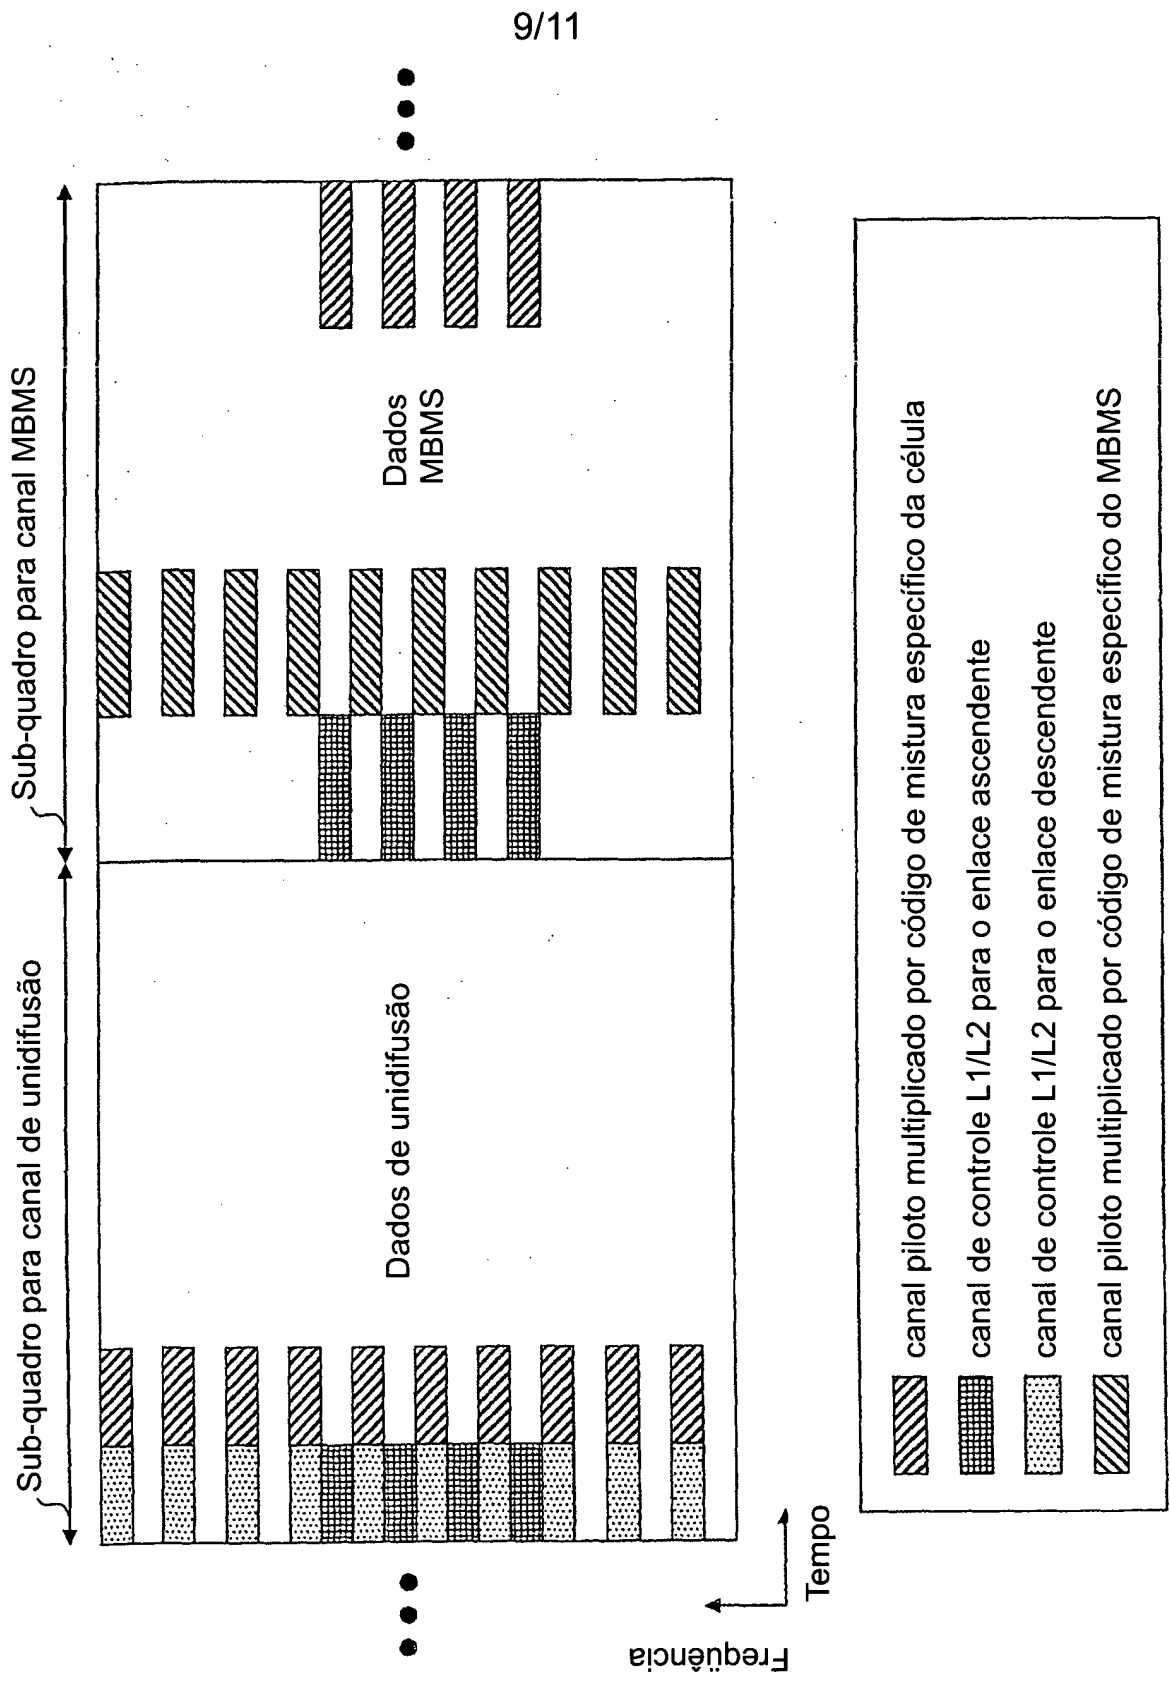 9/11
Sub-quadro para canal de unidifusão
Sub-quadro para canal MBMS
Dados de unidifusão
Dados
MBMS
Freqüência
Tempo
canal piloto multiplicado por código de mistura específico da célula
canal de controle L1/L2 para o enlace ascendente
canal de controle L1/L2 para o enlace descendente
canal piloto multiplicado por código de mistura específico do MBMS